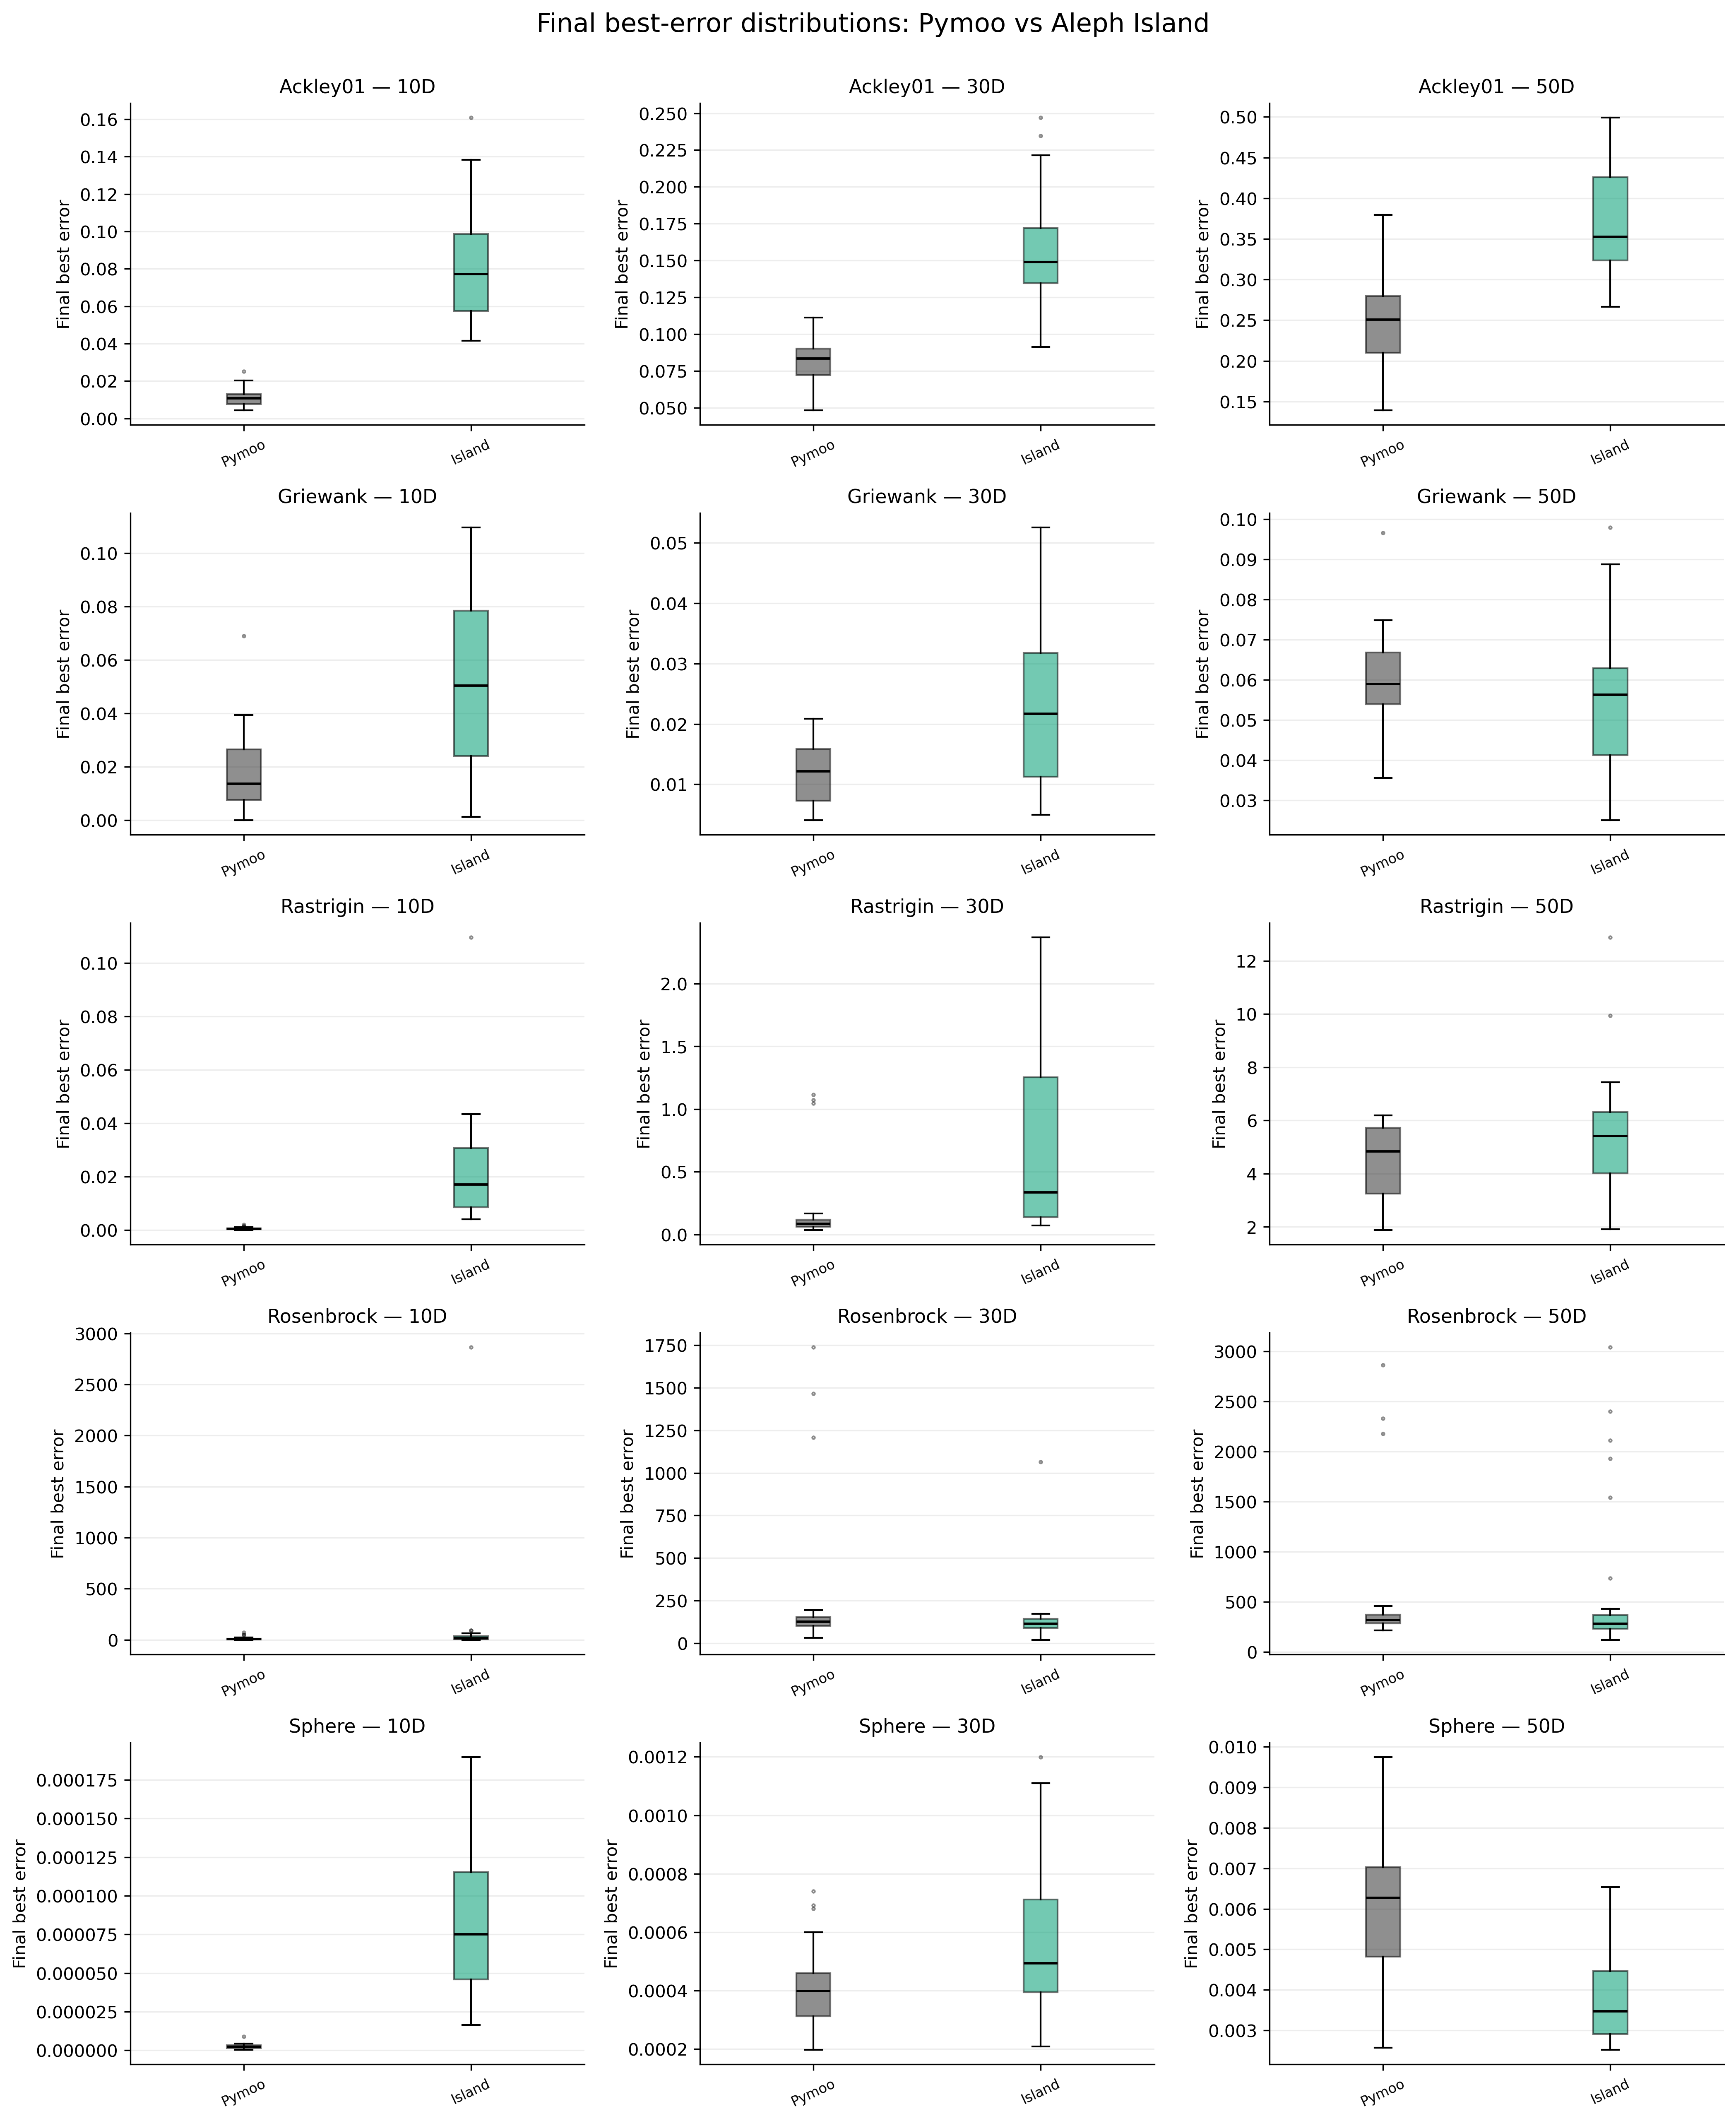 Final best-error distributions: Pymoo vs Aleph Island
Ackley01 — 10D
Final best error
0.16
0.14
0.12
0.10
0.08
0.06
0.04
0.02
0.00
Pymoo
Island
Ackley01 — 30D
Final best error
0.250
0.225
0.200
0.175
0.150
0.125
0.100
0.075
0.050
Pymoo
Island
Ackley01 — 50D
Final best error
0.50
0.45
0.40
0.35
0.30
0.25
0.20
0.15
Pymoo
Island
Griewank — 10D
Final best error
0.10
0.08
0.06
0.04
0.02
0.00
Pymoo
Island
Griewank — 30D
Final best error
0.05
0.04
0.03
0.02
0.01
Pymoo
Island
Griewank — 50D
Final best error
0.10
0.09
0.08
0.07
0.06
0.05
0.04
0.03
Pymoo
Island
Rastrigin — 10D
Final best error
0.10
0.08
0.06
0.04
0.02
0.00
Pymoo
Island
Rastrigin — 30D
Final best error
2.0
1.5
1.0
0.5
0.0
Pymoo
Island
Rastrigin — 50D
Final best error
12
10
8
6
4
2
Pymoo
Island
Rosenbrock — 10D
Final best error
3000
2500
2000
1500
1000
500
0
Pymoo
Island
Rosenbrock — 30D
Final best error
1750
1500
1250
1000
750
500
250
0
Pymoo
Island
Rosenbrock — 50D
Final best error
3000
2500
2000
1500
1000
500
0
Pymoo
Island
Sphere — 10D
Final best error
0.000175
0.000150
0.000125
0.000100
0.000075
0.000050
0.000025
0.000000
Pymoo
Island
Sphere — 30D
Final best error
0.0012
0.0010
0.0008
0.0006
0.0004
0.0002
Pymoo
Island
Sphere — 50D
Final best error
0.010
0.009
0.008
0.007
0.006
0.005
0.004
0.003
Pymoo
Island